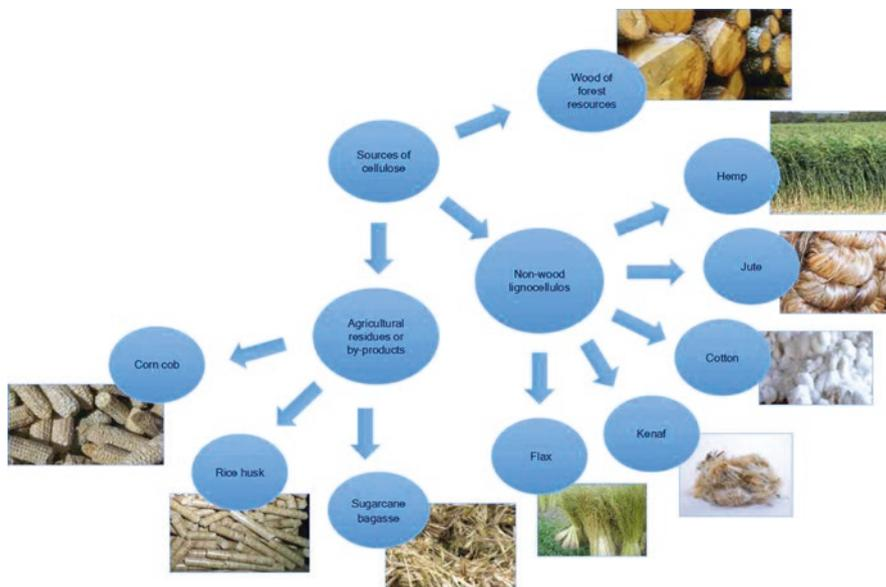 Wood of
forest
resources
Sources of
cellulose
Hemp
Non-wood
lignocellulos
Jute
Agricultural
residues or
by-products
Corn cob
Cotton
Kenaf
Flax
Rice husk
Sugarcane
bagasse